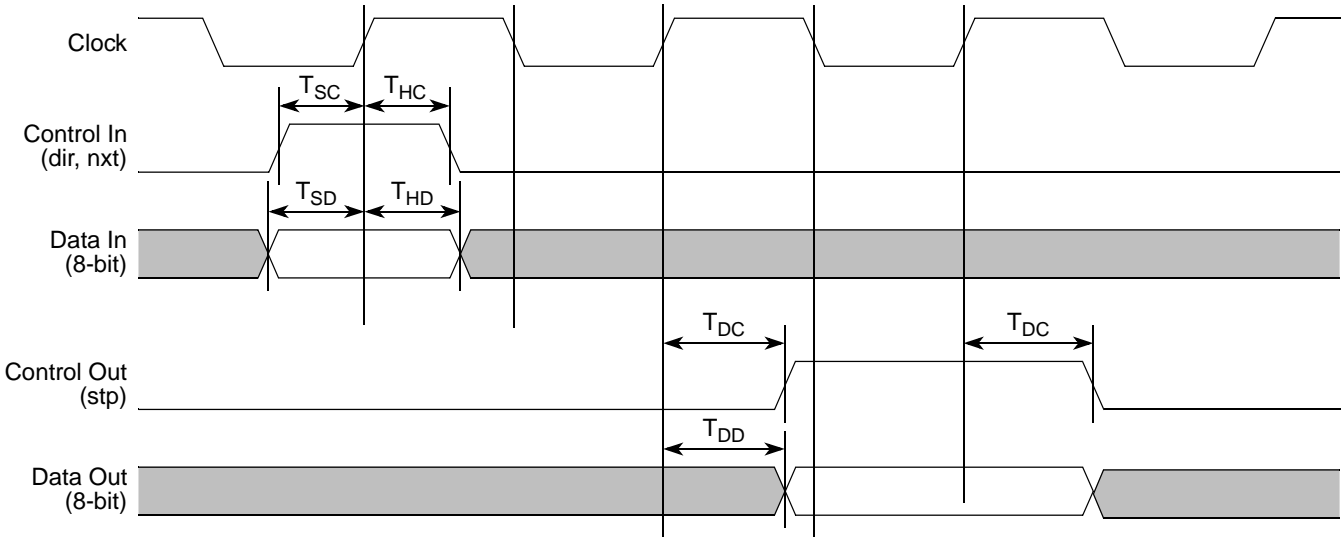 Clock
T_SC
T_HC
Control In
(dir, nxt)
T_SD
T_HD
Data In
(8-bit)
T_DC
T_DC
Control Out
(stp)
T_DD
Data Out
(8-bit)